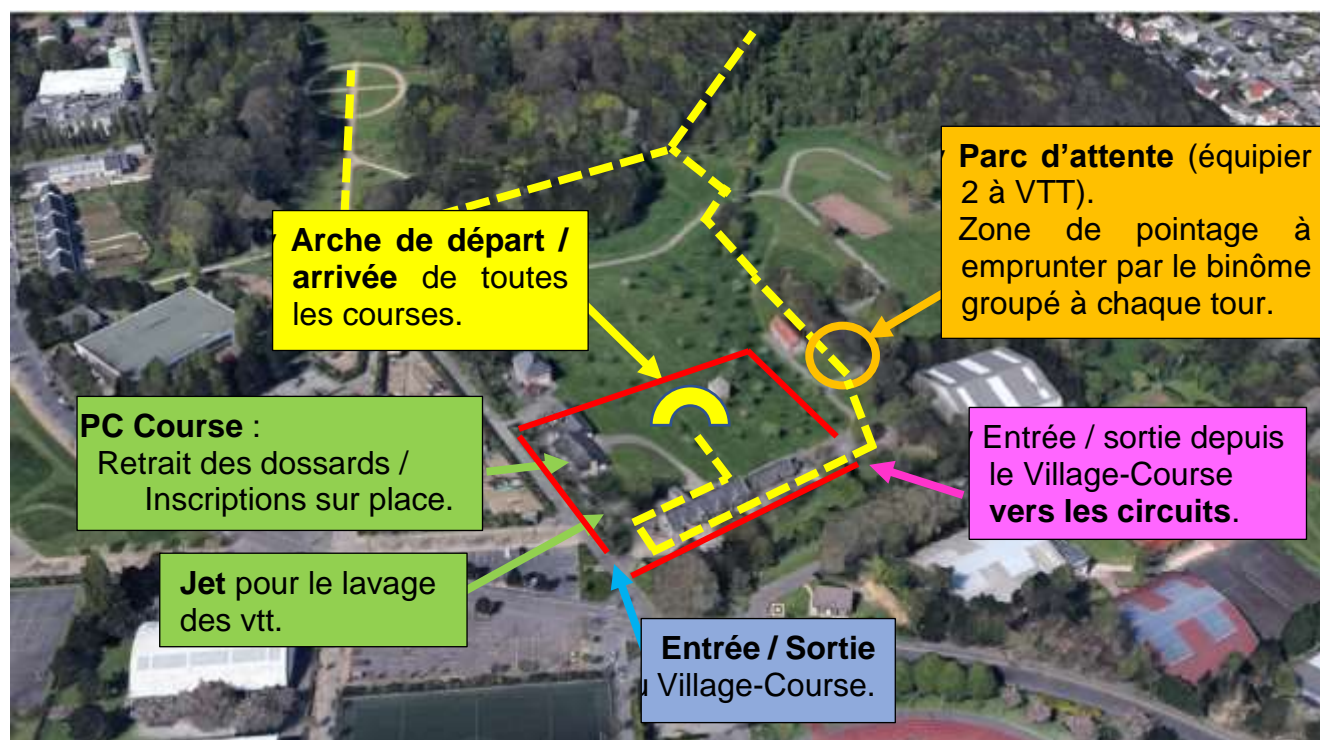 Parc d'attente (équipier
2 à VTT).
Zone de pointage à
emprunter par le binôme
groupé à chaque tour.
Arche de départ /
arrivée de toutes
les courses.
PC Course :
Retrait des dossards /
Inscriptions sur place.
Entrée / sortie depuis
le Village-Course
vers les circuits.
Jet pour le lavage
des vtt.
Entrée / Sortie
Village-Course.